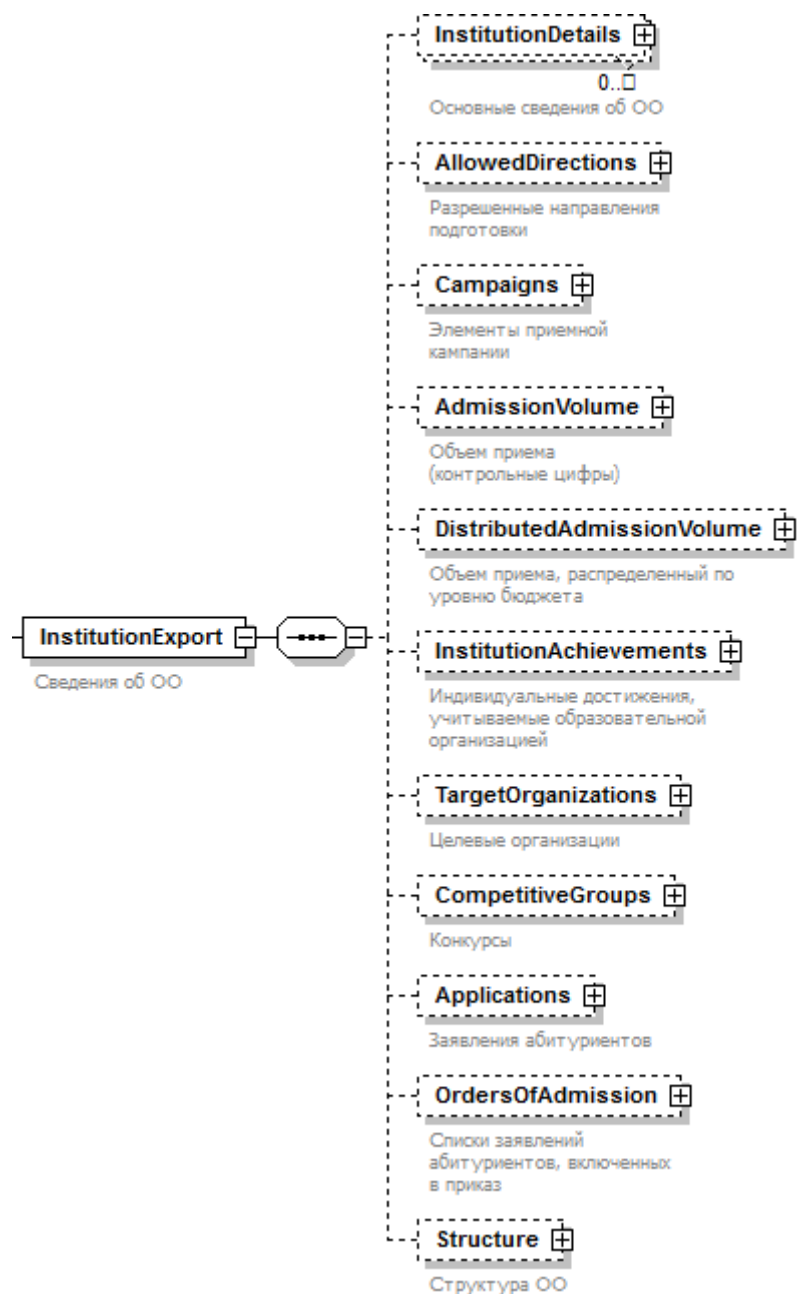 InstitutionDetails
0..□
Основные сведения об ОО
AllowedDirections
Разрешенные направления
подготовки
Campaigns
Элементы приемной
кампании
AdmissionVolume
Объем приема
(контрольные цифры)
DistributedAdmissionVolume
Объем приема, распределенный по
уровню бюджета
InstitutionExport
Сведения об ОО
InstitutionAchievements
Индивидуальные достижения,
учитываемые образовательной
организацией
TargetOrganizations
Целевые организации
CompetitiveGroups
Конкурсы
Applications
Заявления абитуриентов
OrdersOfAdmission
Списки заявлений
абитуриентов, включенных
в приказ
Structure
Структура ОО